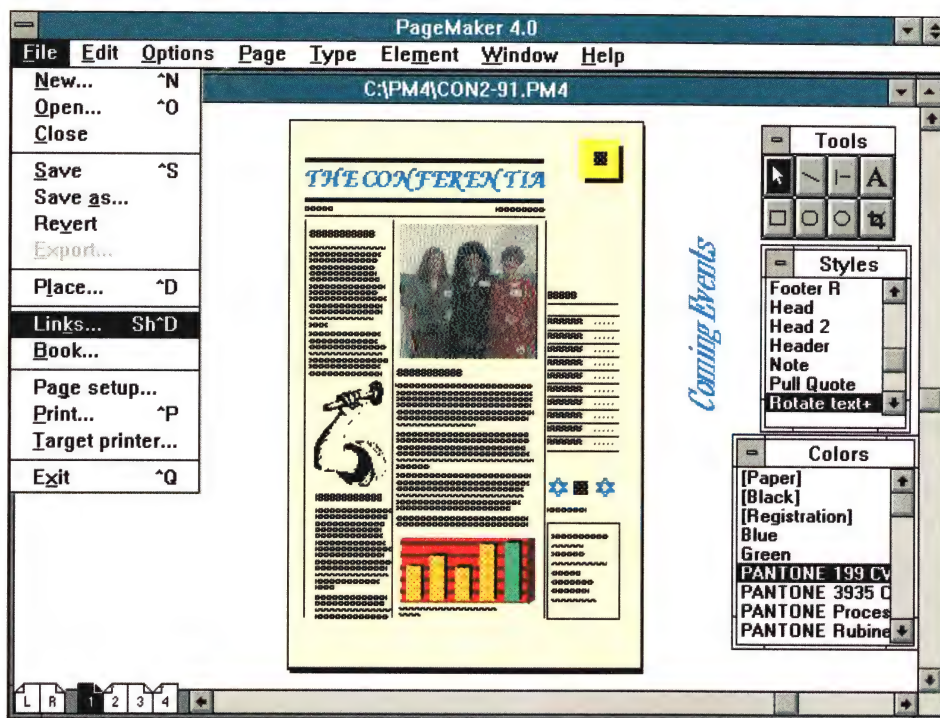 PageMaker 4.0
File Edit Options Page Type Element Window Help
C:\PM4\CON2-91.PM4
New... ^N
Open... ^O
Close
Save ^S
Save as...
Revert
Export...
Place... ^D
Links... Sh^D
Book...
Page setup...
Print... ^P
Target printer...
Exit ^Q
THE CONFERENTIA
Coming Events
Tools
A
Styles
Footer R
Head
Head 2
Header
Note
Pull Quote
Rotate text+
Colors
[Paper]
[Black]
[Registration]
Blue
Green
PANTONE 199 CV
PANTONE 3935 C
PANTONE Proces
PANTONE Rubine
L R 1 2 3 4